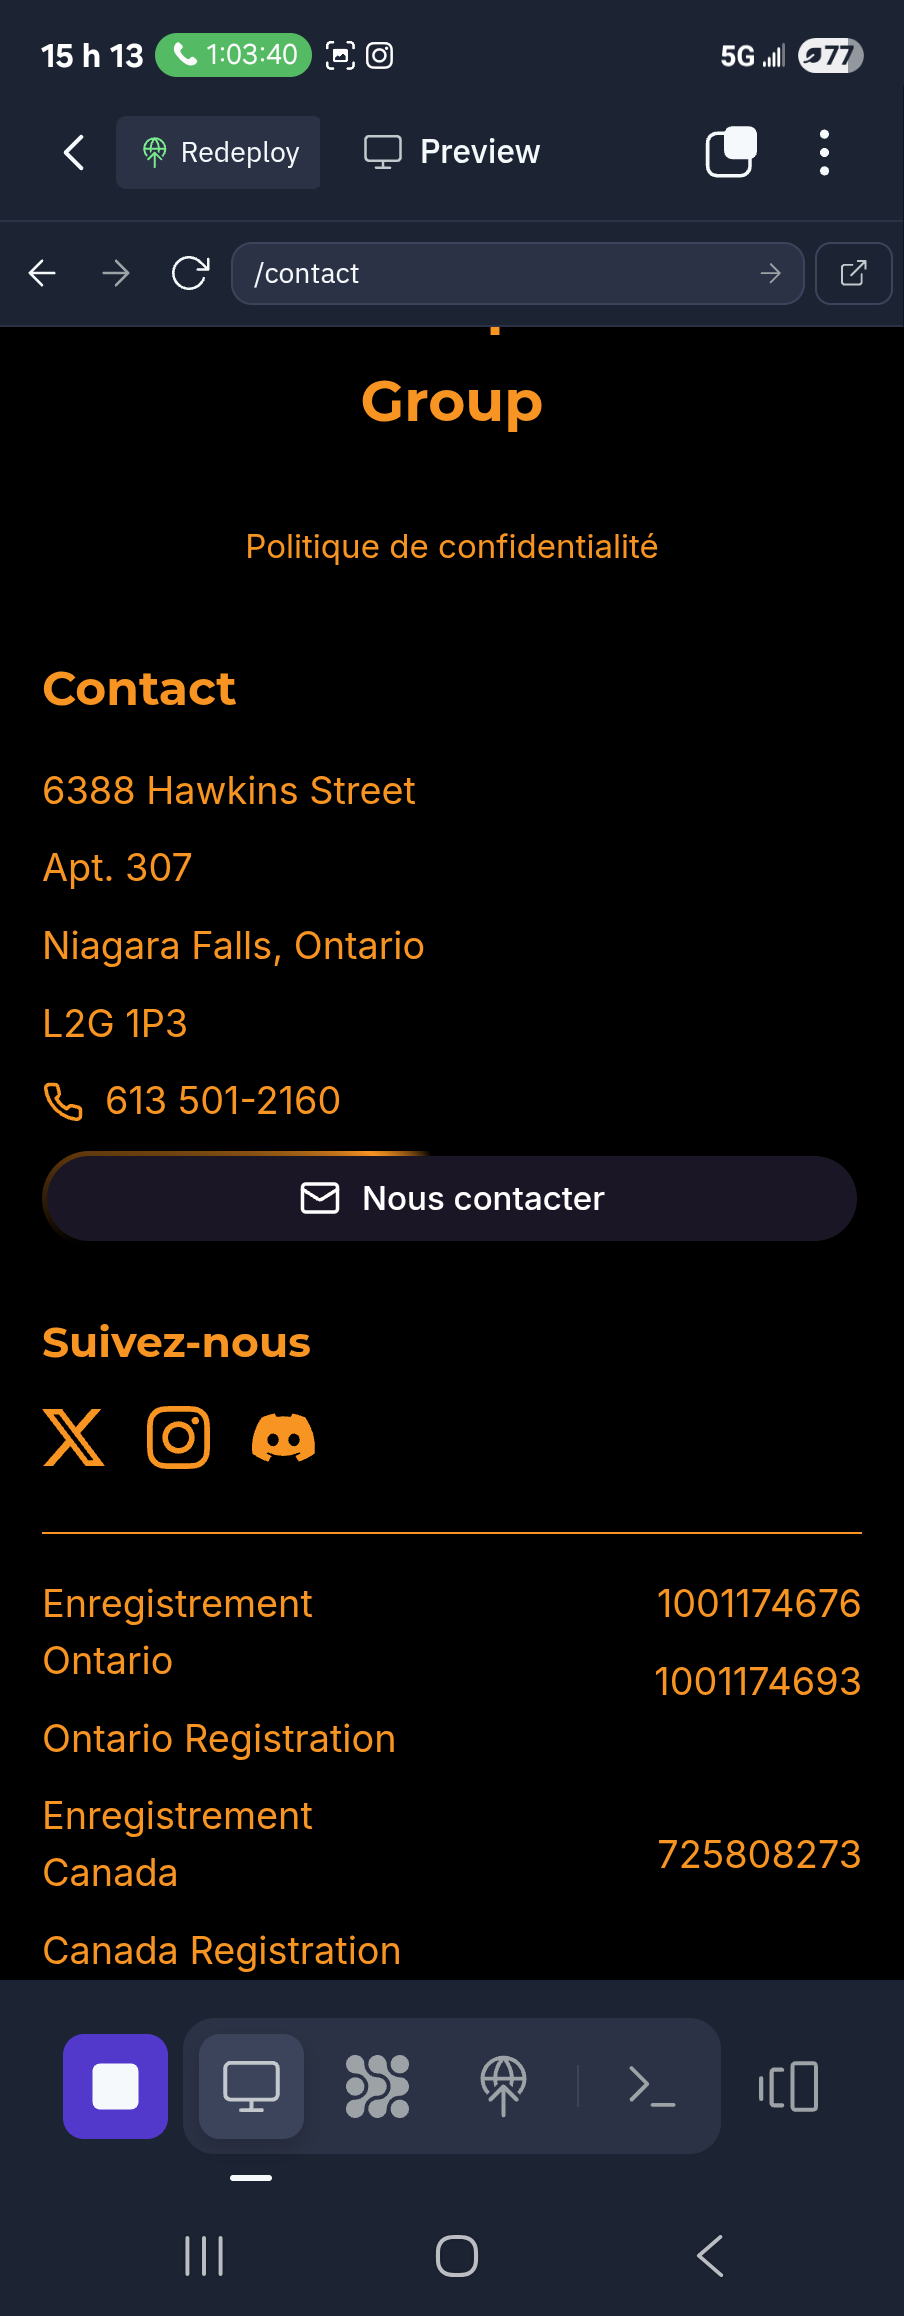 15 h 13 1:03:40 5G 77
Redeploy Preview
/contact
Group
Politique de confidentialité
Contact
6388 Hawkins Street
Apt. 307
Niagara Falls, Ontario
L2G 1P3
613 501-2160
Nous contacter
Suivez-nous
Enregistrement 1001174676
Ontario
1001174693
Ontario Registration
Enregistrement
Canada
725808273
Canada Registration